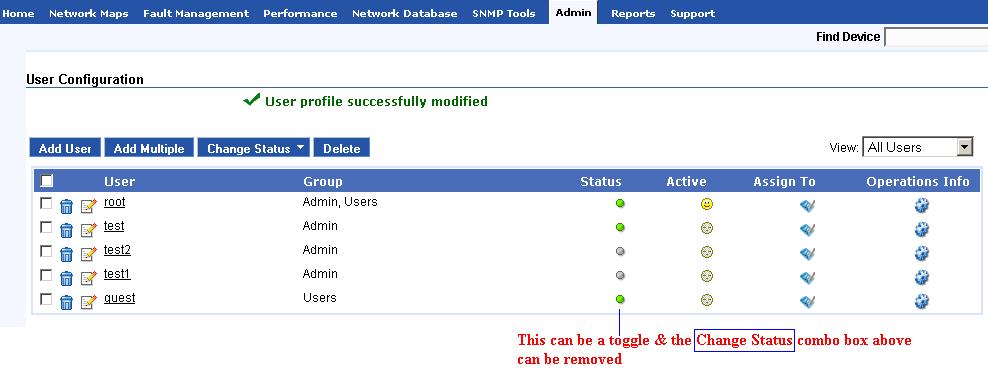 Home Network Maps Fault Management Performance Network Database SNMP Tools Admin Reports Support
Find Device
User Configuration
User profile successfully modified
Add User Add Multiple Change Status Delete View: All Users
User Group Status Active Assign To Operations Info
root Admin, Users
test Admin
test2 Admin
test1 Admin
guest Users
This can be a toggle & the Change Status combo box above
can be removed